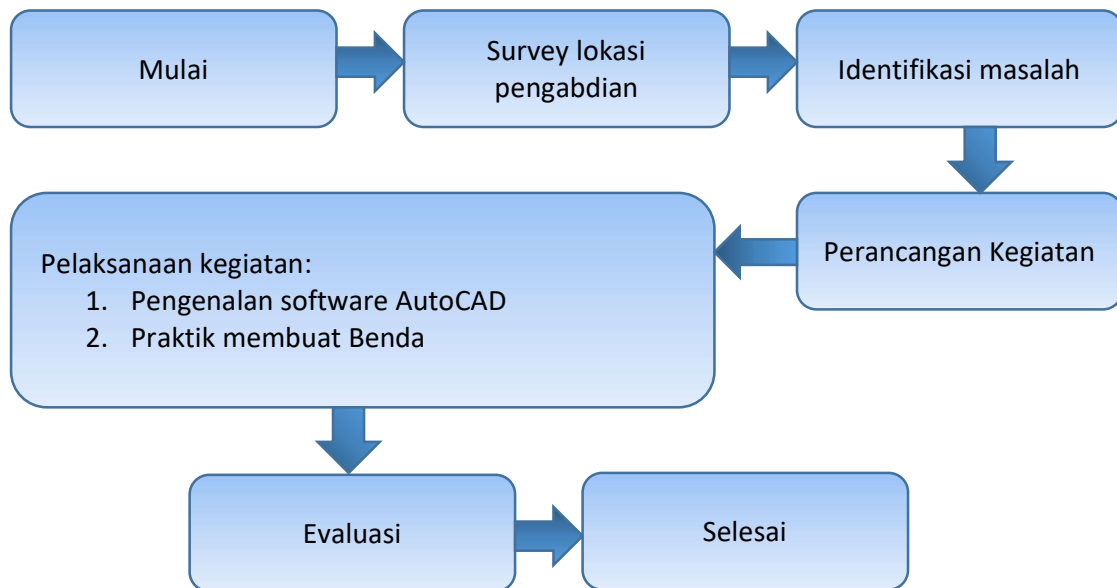 Mulai
Survey lokasi
pengabdian
Identifikasi masalah
Perancangan Kegiatan
Pelaksanaan kegiatan:
1. Pengenalan software AutoCAD
2. Praktik membuat Benda
Evaluasi
Selesai